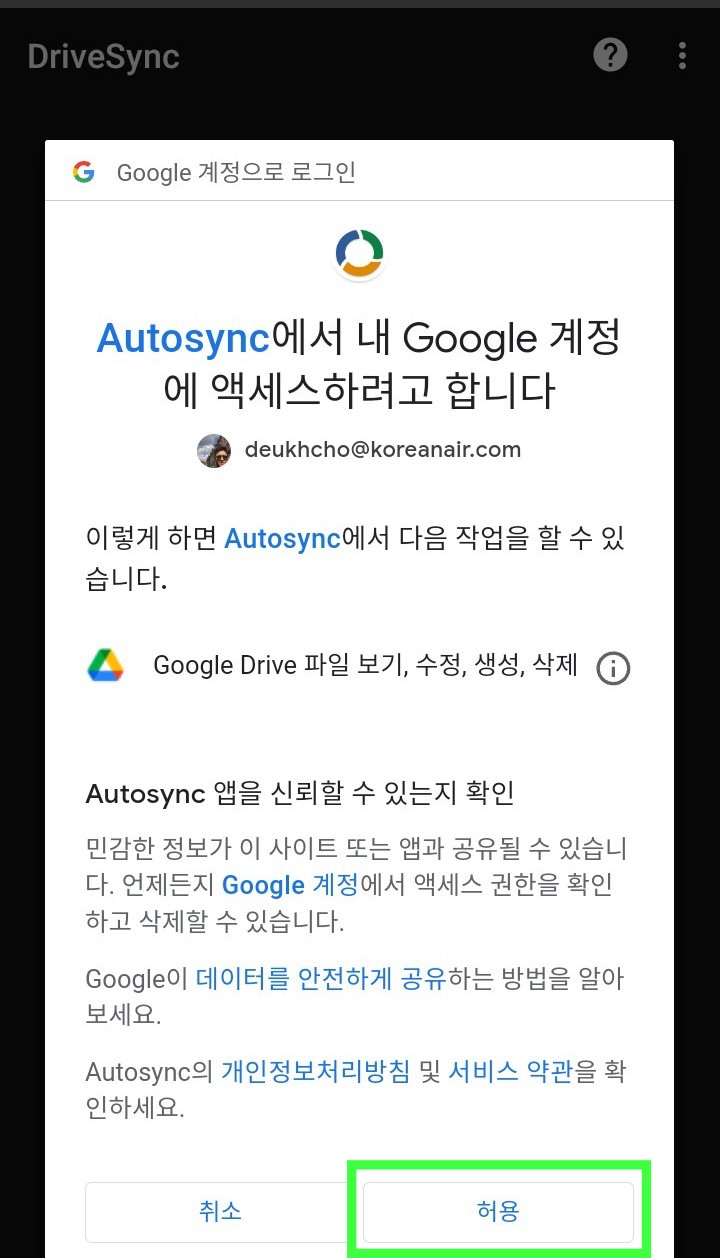 DriveSync
Google 계정으로 로그인
Autosync에서 내 Google 계정
에 액세스하려고 합니다
deukhcho@koreanair.com
이렇게 하면 Autosync에서 다음 작업을 할 수 있
습니다.
Google Drive 파일 보기, 수정, 생성, 삭제
Autosync 앱을 신뢰할 수 있는지 확인
민감한 정보가 이 사이트 또는 앱과 공유될 수 있습니
다. 언제든지 Google 계정에서 액세스 권한을 확인
하고 삭제할 수 있습니다.
Google이 데이터를 안전하게 공유하는 방법을 알아
보세요.
Autosync의 개인정보처리방침 및 서비스 약관을 확
인하세요.
취소 허용